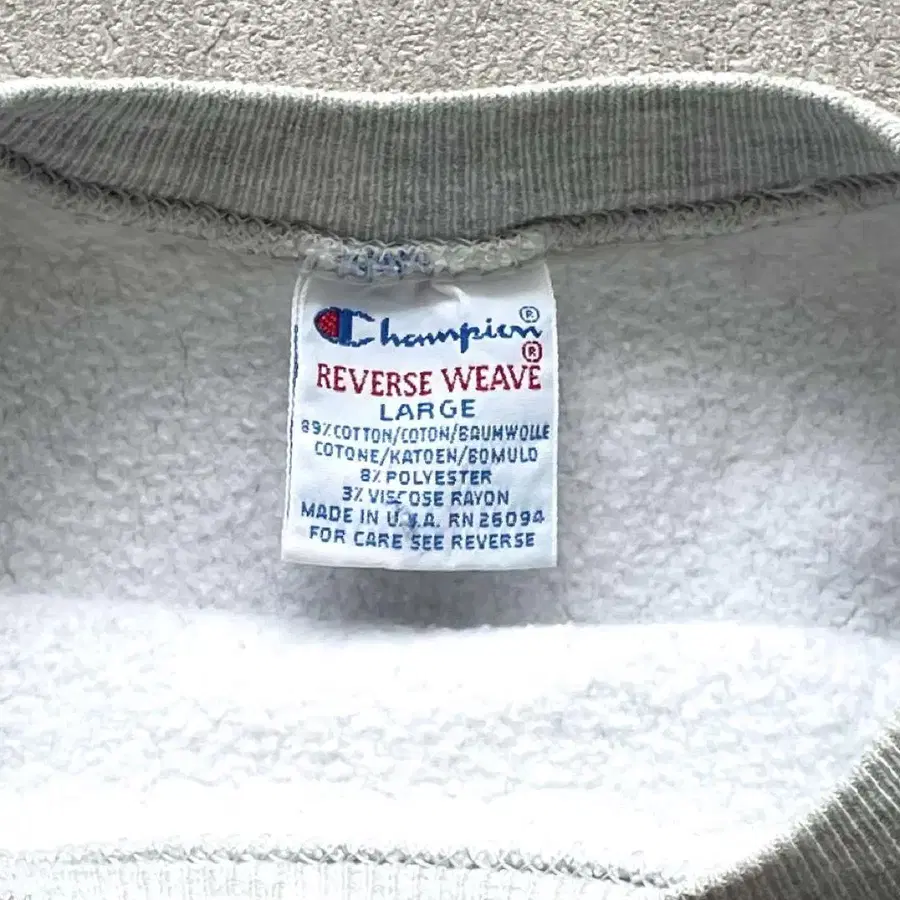 Champion®
REVERSE WEAVE®
LARGE
89% COTTON/COTON/BAUMWOLLE
COTONE/KATOEN/BOMULD
8% POLYESTER
3% VISCOSE RAYON
MADE IN U.S.A. RN 26094
FOR CARE SEE REVERSE